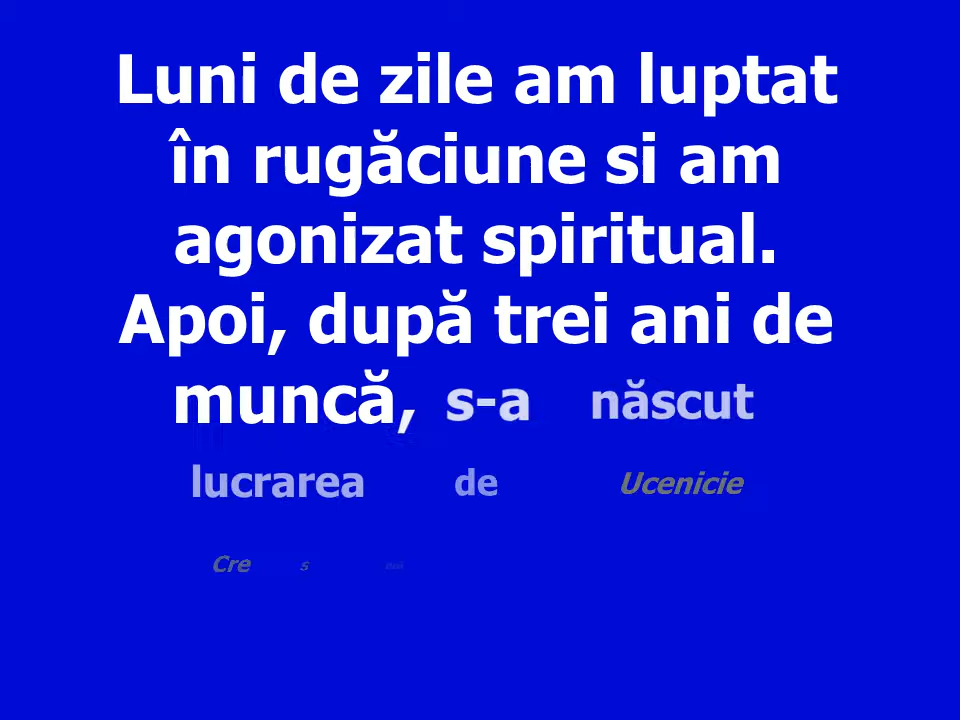 Luni de zile am luptat
în rugăciune si am
agonizat spiritual.
Apoi, după trei ani de
muncă, s-a născut
lucrarea de Ucenicie
Cre s